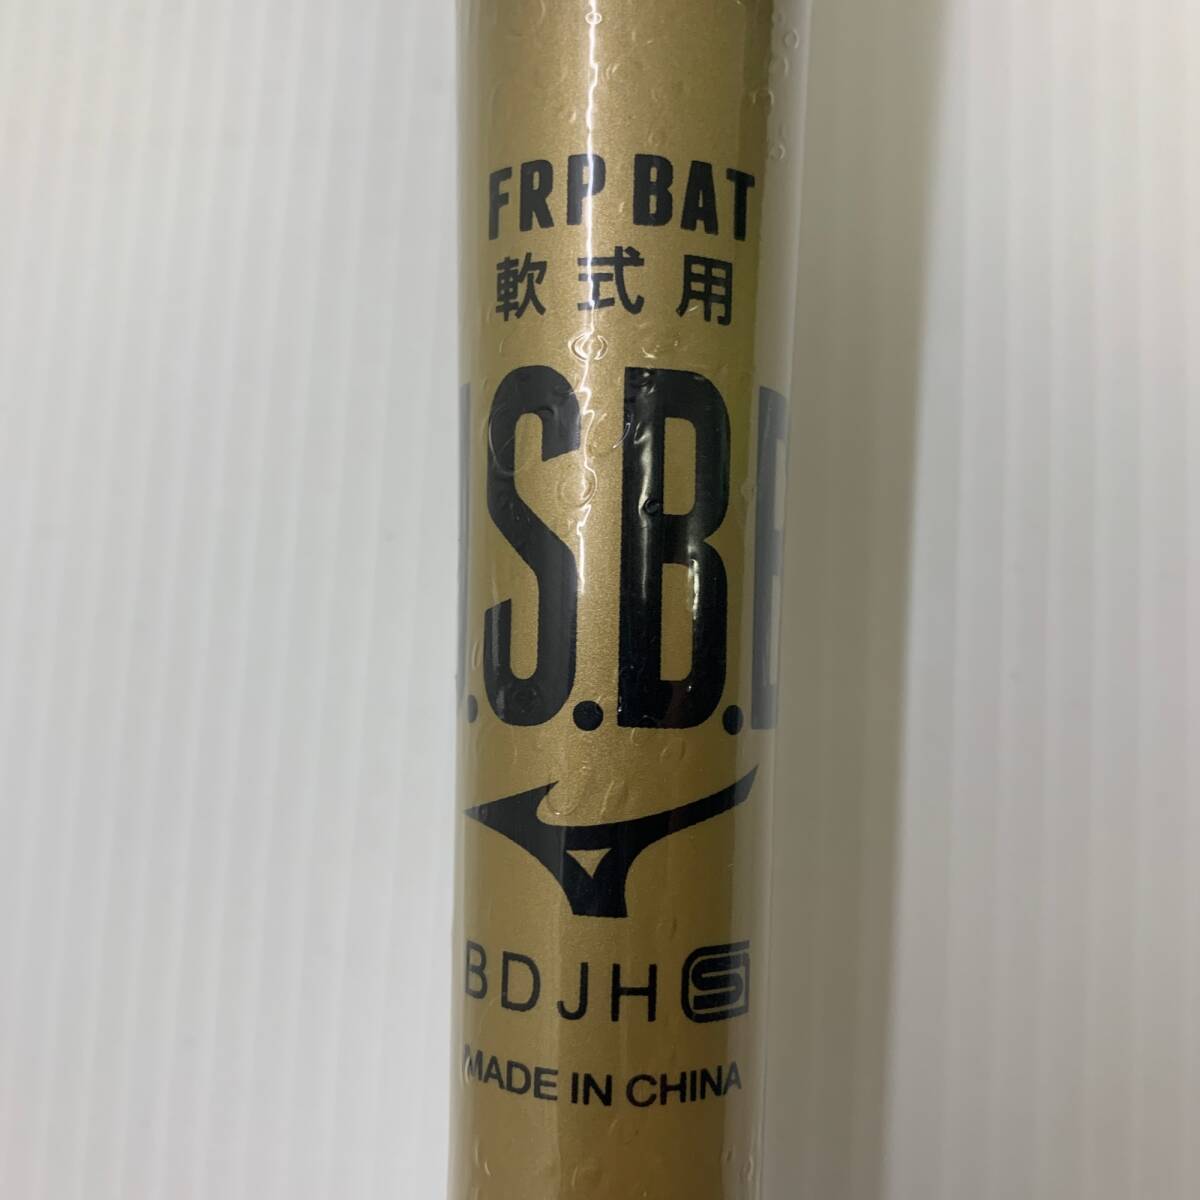 FRP BAT
軟式用
J.S.B.B
BDJH S
MADE IN CHINA